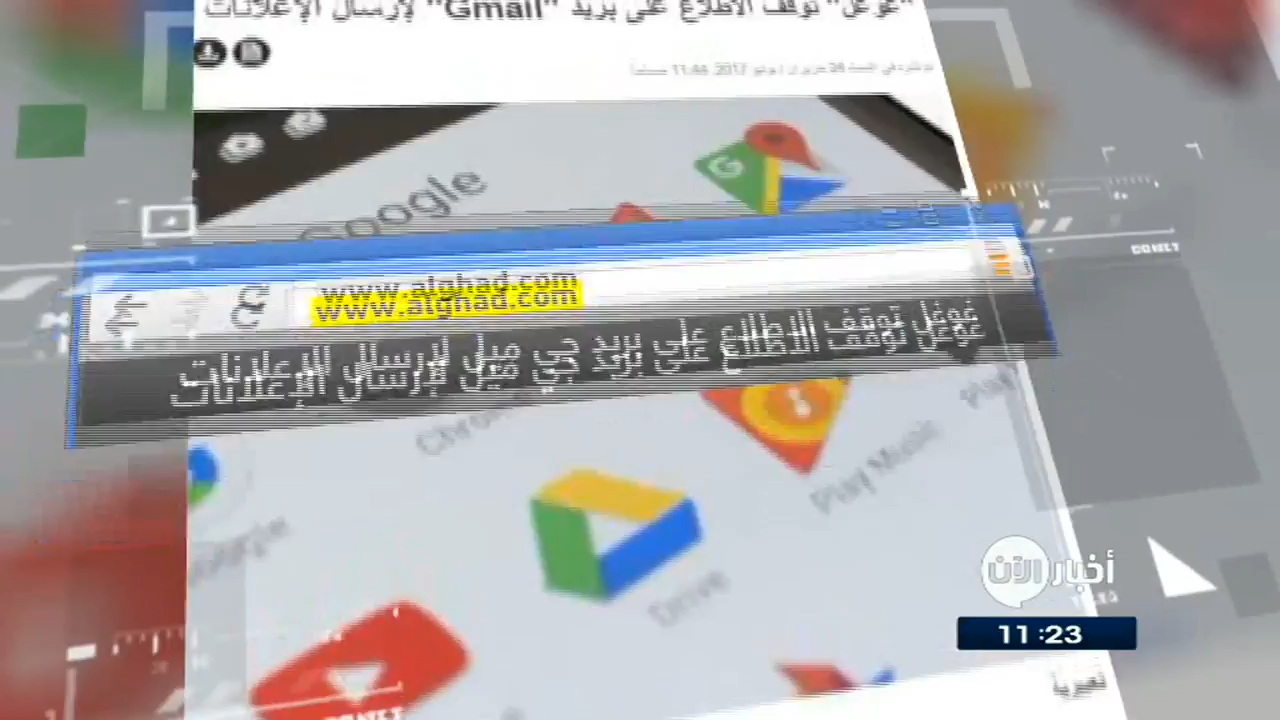 "غوغل" توقف الاطلاع على بريد "Gmail" لإرسال الإعلانات
Google
www.alghad.com
غوغل توقف الاطلاع على بريد جي ميل لإرسال الإعلانات
Play Music
Drive
Google
أخبار الآن
11:23